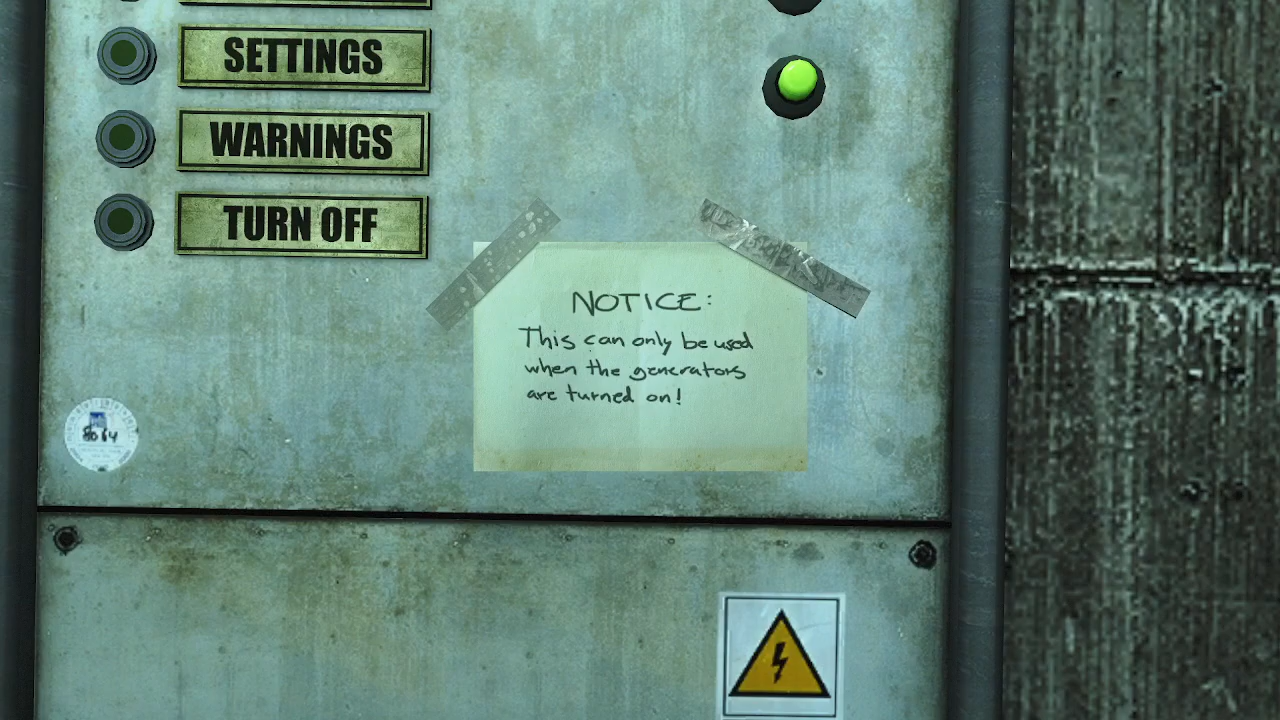 SETTINGS
WARNINGS
TURN OFF
NOTICE:
This can only be used
when the generators
are turned on!